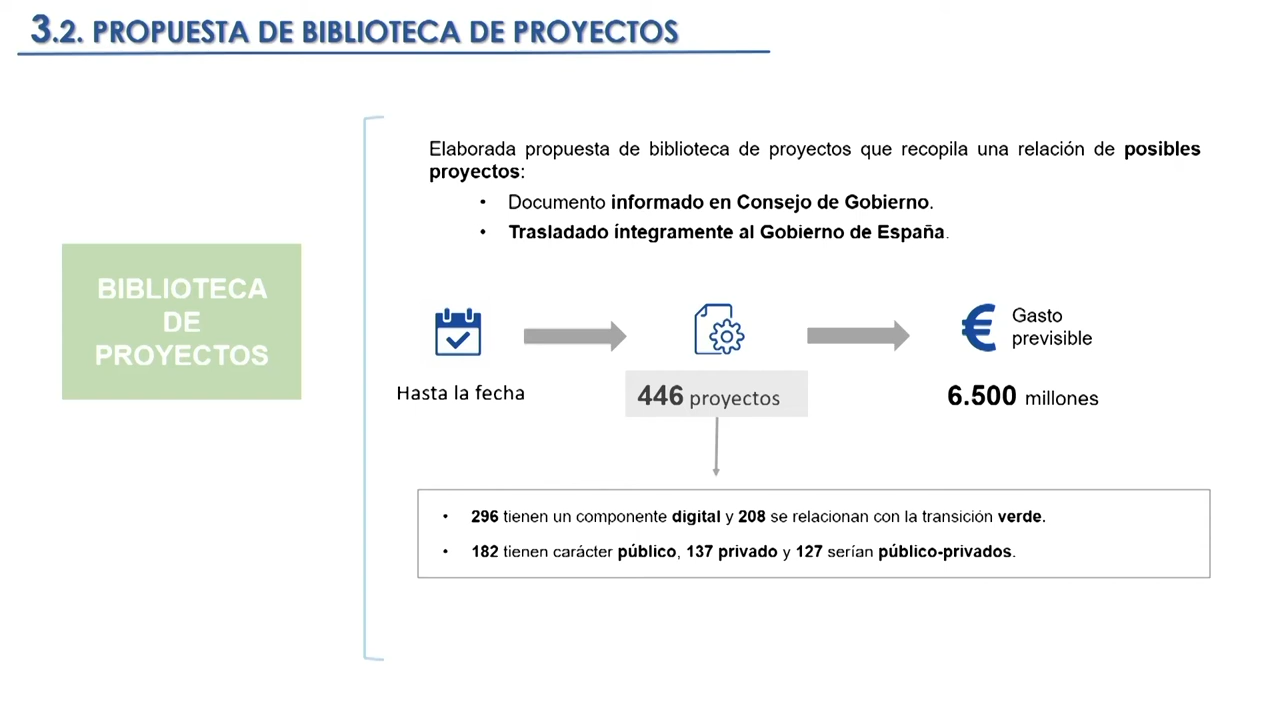 3.2. PROPUESTA DE BIBLIOTECA DE PROYECTOS
BIBLIOTECA
DE
PROYECTOS
Elaborada propuesta de biblioteca de proyectos que recopila una relación de posibles
proyectos:
• Documento informado en Consejo de Gobierno.
• Trasladado íntegramente al Gobierno de España.
Hasta la fecha
446 proyectos
€ Gasto
previsible
6.500 millones
• 296 tienen un componente digital y 208 se relacionan con la transición verde.
• 182 tienen carácter público, 137 privado y 127 serían público-privados.